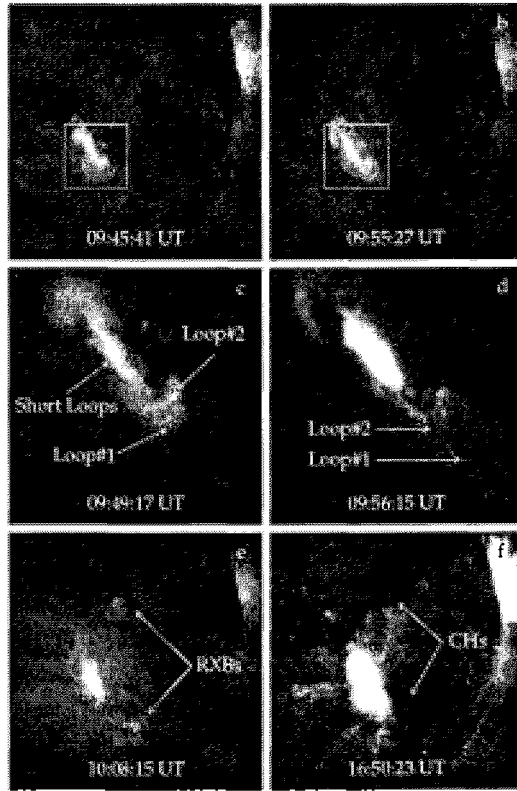 b
09:45:41 UT
09:55:27 UT
c
d
Loop#2
Short Loops
Loop#1
Loop#2
Loop#1
09:49:17 UT
09:56:15 UT
e
f
RXBs
CHs
10:08:15 UT
16:50:23 UT